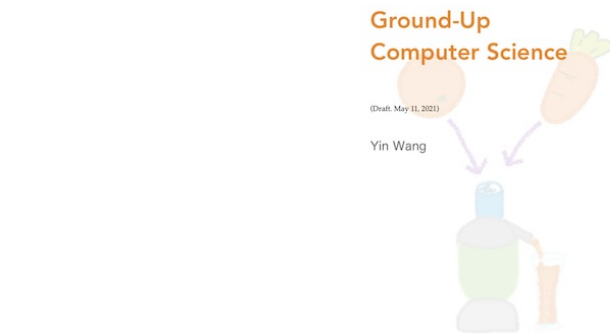 Ground-Up
Computer Science
(Draft. May 11, 2021)
Yin Wang